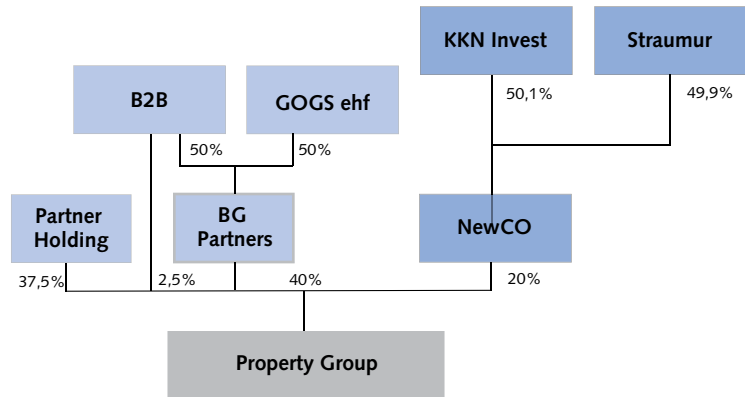 KKN Invest
Straumur
B2B
GOGS ehf
50,1%
49,9%
50%
50%
Partner
Holding
BG
Partners
NewCO
37,5%
2,5%
40%
20%
Property Group